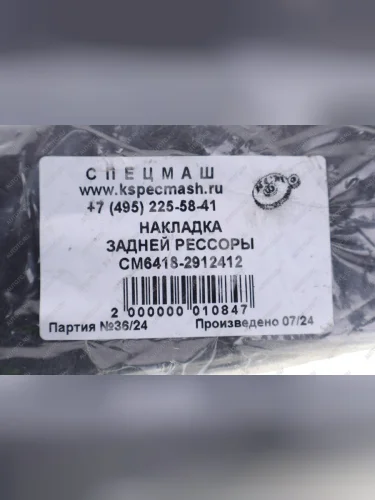 СПЕЦМАШ
www.kspecmash.ru
+7 (495) 225-58-41
НАКЛАДКА
ЗАДНЕЙ РЕССОРЫ
СМ6418-2912412
2 000000 010847
Партия №36/24 Произведено 07/24